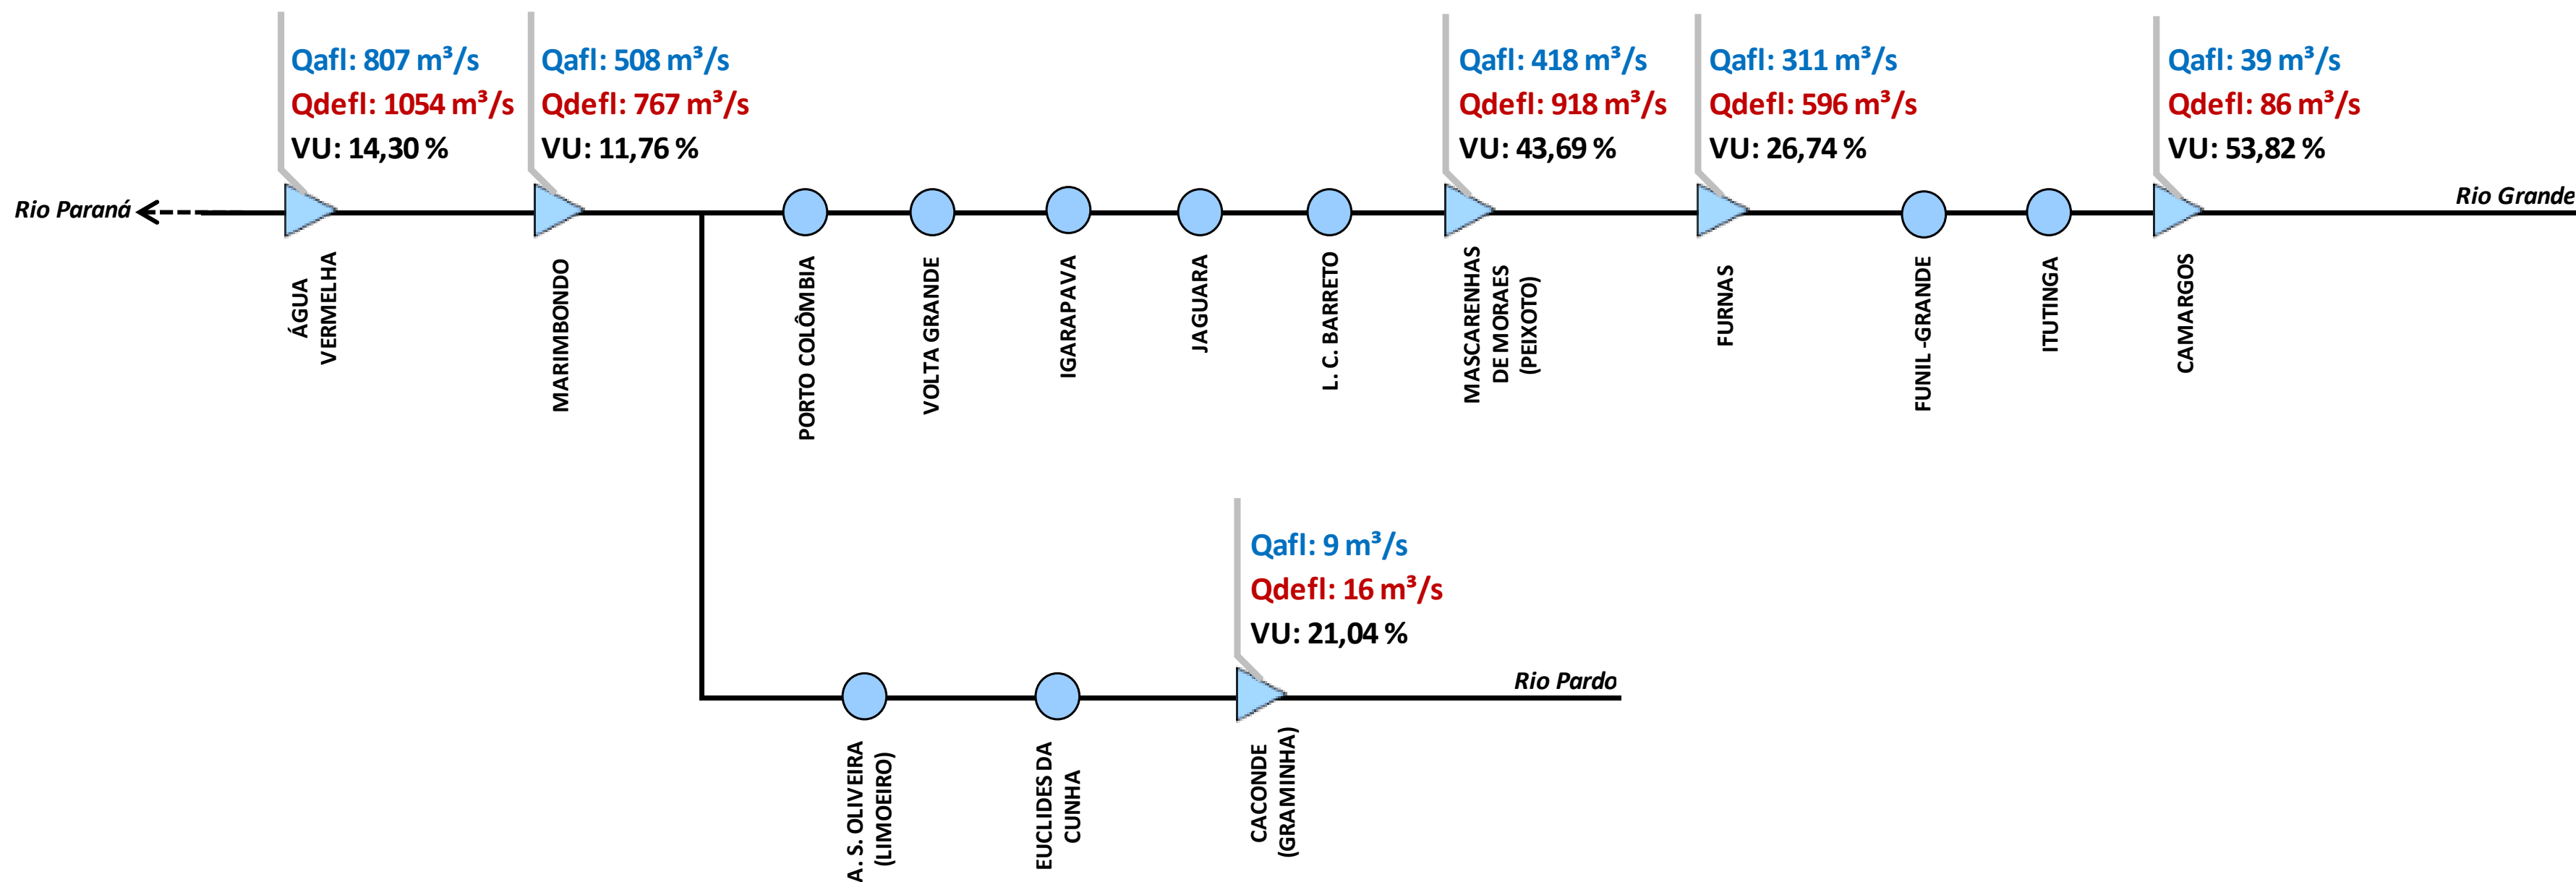 Qafl: 807 m³/s
Qdefl: 1054 m³/s
VU: 14,30 %
Qafl: 508 m³/s
Qdefl: 767 m³/s
VU: 11,76 %
Qafl: 418 m³/s
Qdefl: 918 m³/s
VU: 43,69 %
Qafl: 311 m³/s
Qdefl: 596 m³/s
VU: 26,74 %
Qafl: 39 m³/s
Qdefl: 86 m³/s
VU: 53,82 %
Rio Paraná
Rio Grande
ÁGUA
VERMELHA
MARIMBONDO
PORTO COLÔMBIA
VOLTA GRANDE
IGARAPAVA
JAGUARA
L. C. BARRETO
MASCARENHAS
DE MORAES
(PEIXOTO)
FURNAS
FUNIL -GRANDE
ITUTINGA
CAMARGOS
Qafl: 9 m³/s
Qdefl: 16 m³/s
VU: 21,04 %
Rio Pardo
A. S. OLIVEIRA
(LIMOEIRO)
EUCLIDES DA
CUNHA
CACONDE
(GRAMINHA)